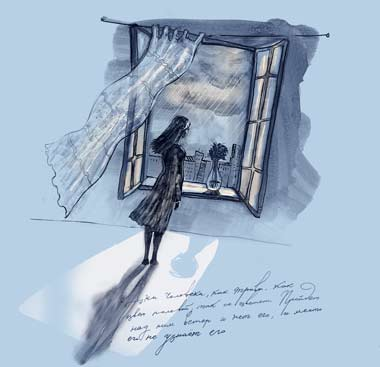 Дни человека, как трава. Как
цвет полевой, так он цветет. Пройдет
над ним ветер и нет его, и место
его не узнает его